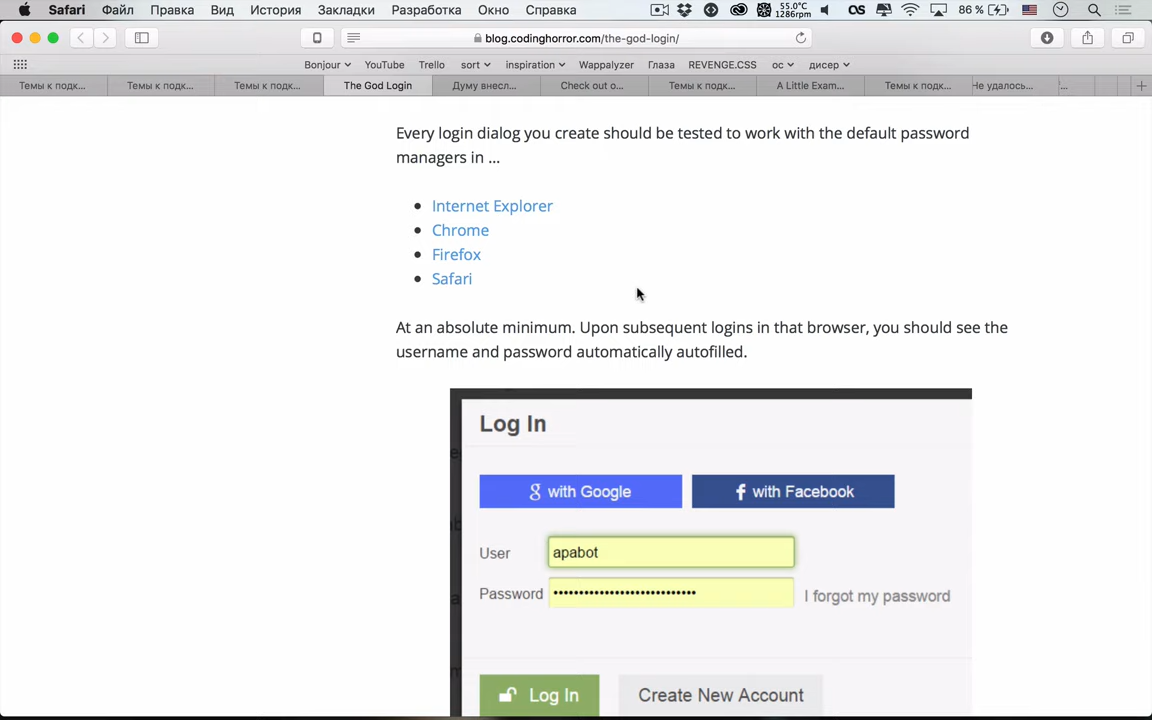 Safari Файл Правка Вид История Закладки Разработка Окно Справка 55.0°C 1286rpm OS 86 %
blog.codinghorror.com/the-god-login/
Bonjour YouTube Trello sort inspiration Wappalyzer Глаза REVENGE.CSS ос дисер
Темы к подк... Темы к подк... Темы к подк... The God Login Думу внесл... Check out o... Темы к подк... A Little Exam... Темы к подк... Не удалось... ...
Every login dialog you create should be tested to work with the default password
managers in ...
Internet Explorer
Chrome
Firefox
Safari
At an absolute minimum. Upon subsequent logins in that browser, you should see the
username and password automatically autofilled.
Log In
g with Google f with Facebook
User apabot
Password I forgot my password
Log In Create New Account